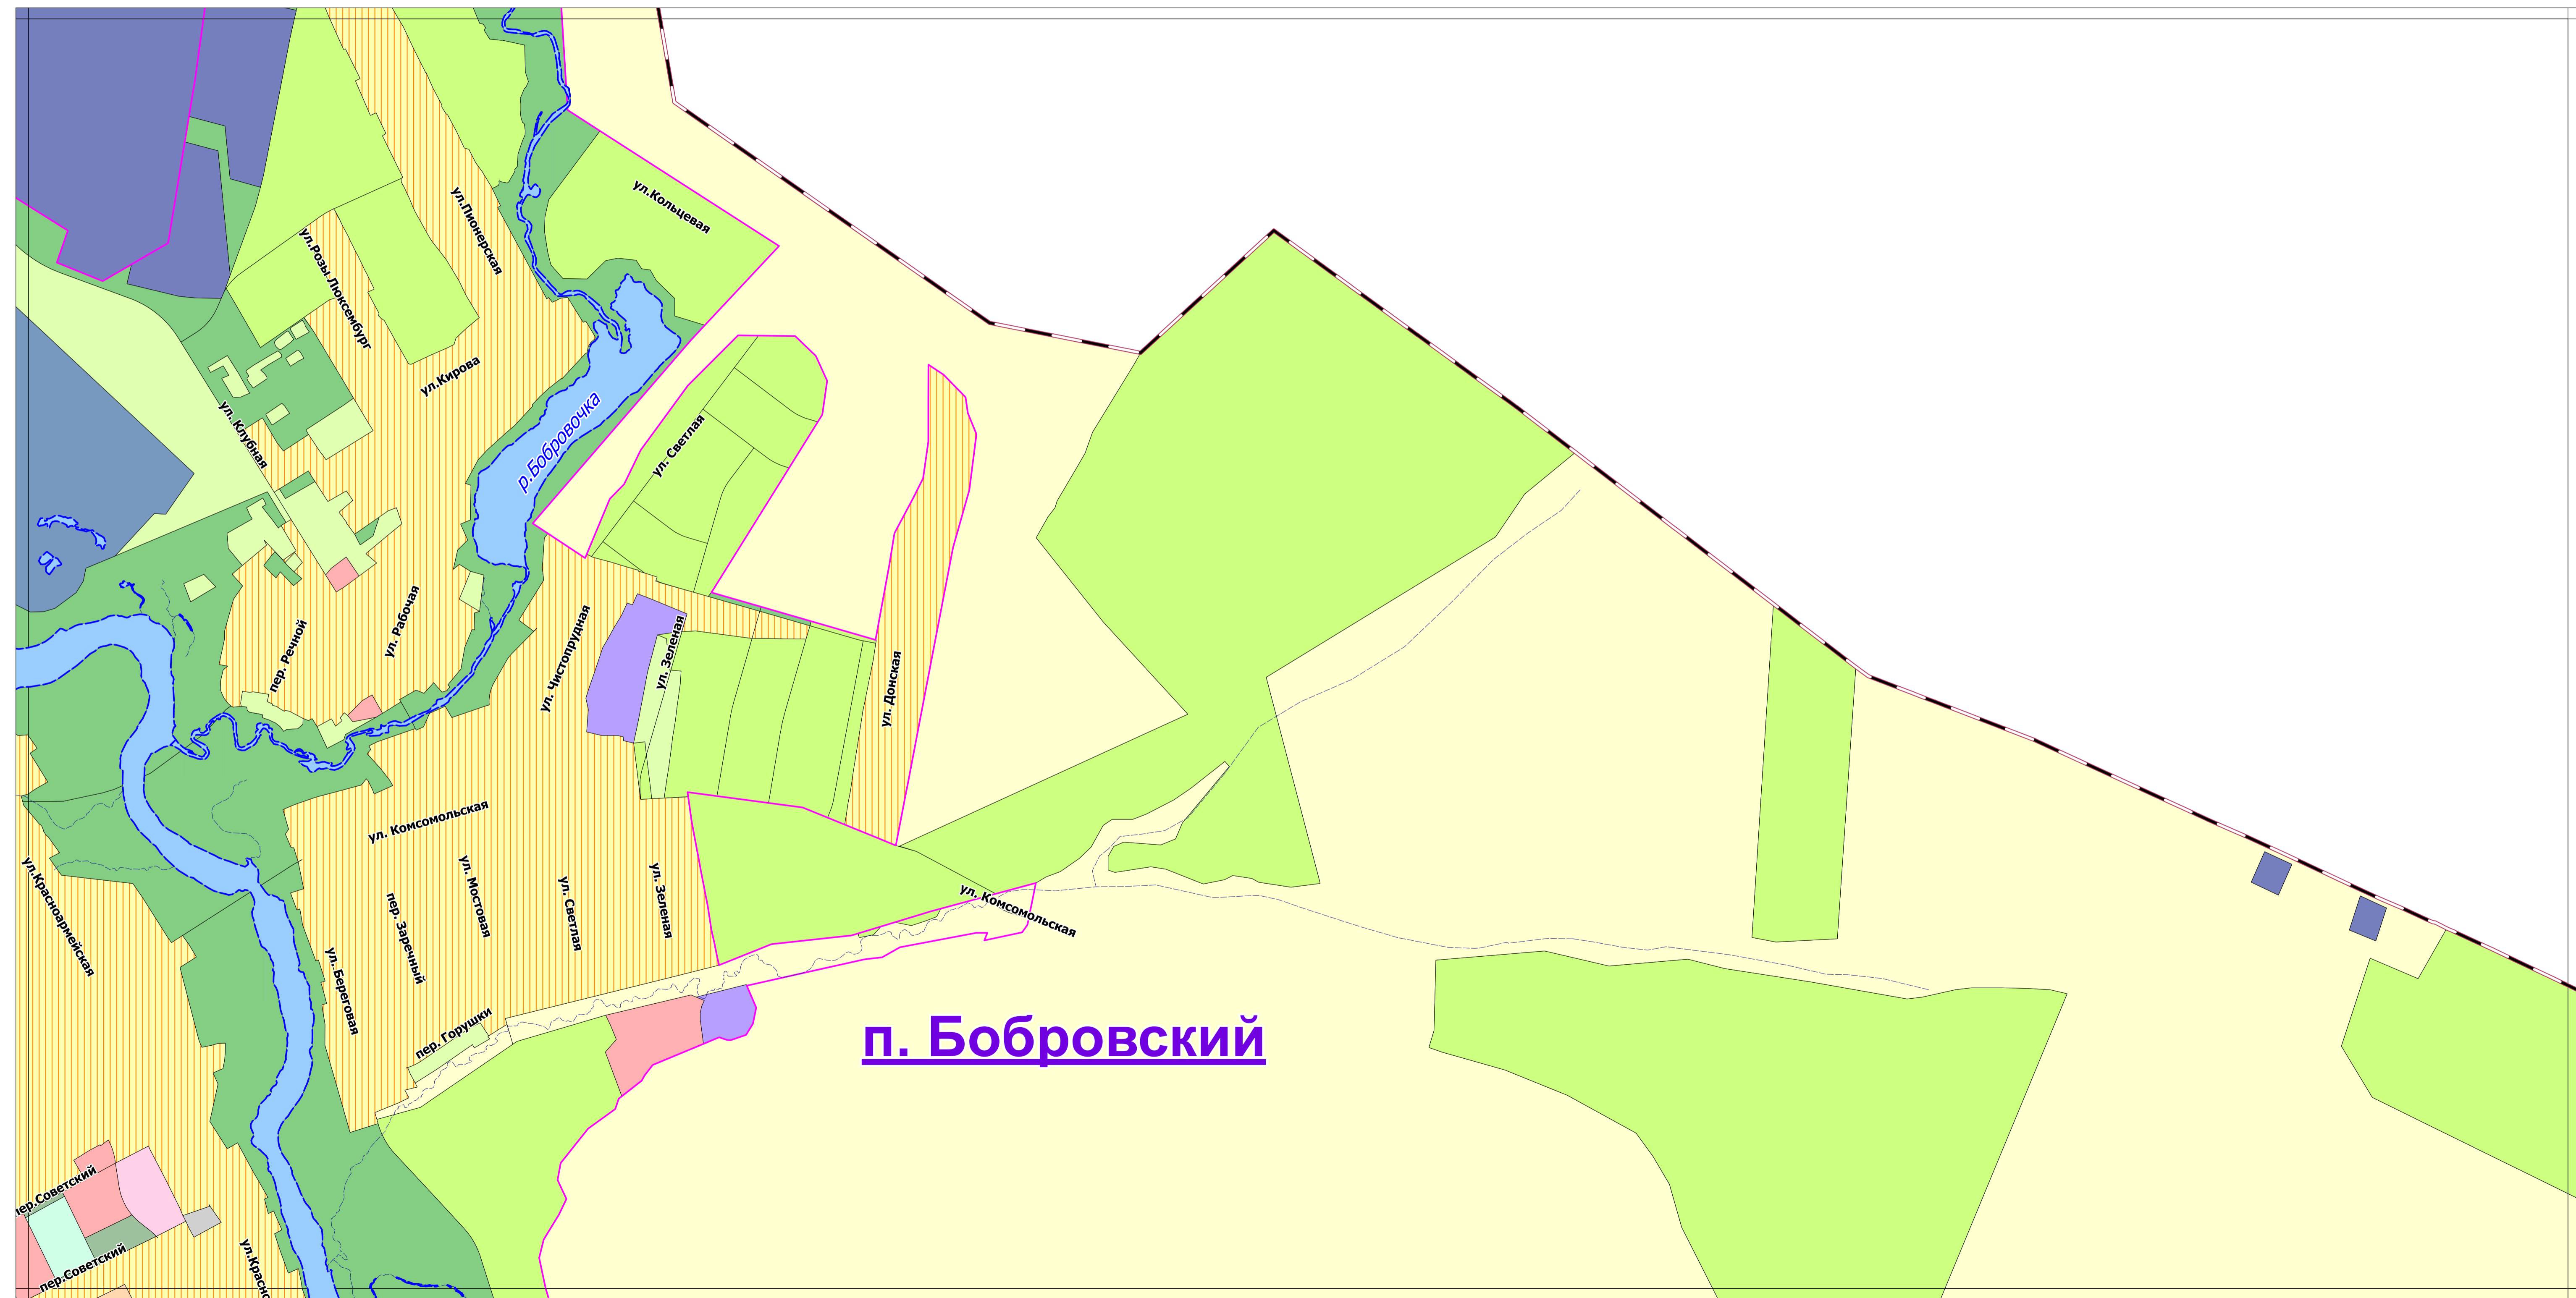 ул.Кольцевая
ул.Пионерская
ул.Розы Люксембург
ул.Кирова
ул. Клубная
р.Бобровочка
ул. Светлая
ул. Рабочая
пер. Речной
ул. Чистопрудная
ул. Зеленая
ул. Донская
ул. Комсомольская
ул.Красноармейская
ул. Мостовая
пер. Заречный
ул. Светлая
ул. Зеленая
ул. Комсомольская
ул. Береговая
пер. Горушки
п. Бобровский
пер.Советский
пер.Советский
ул.Красно